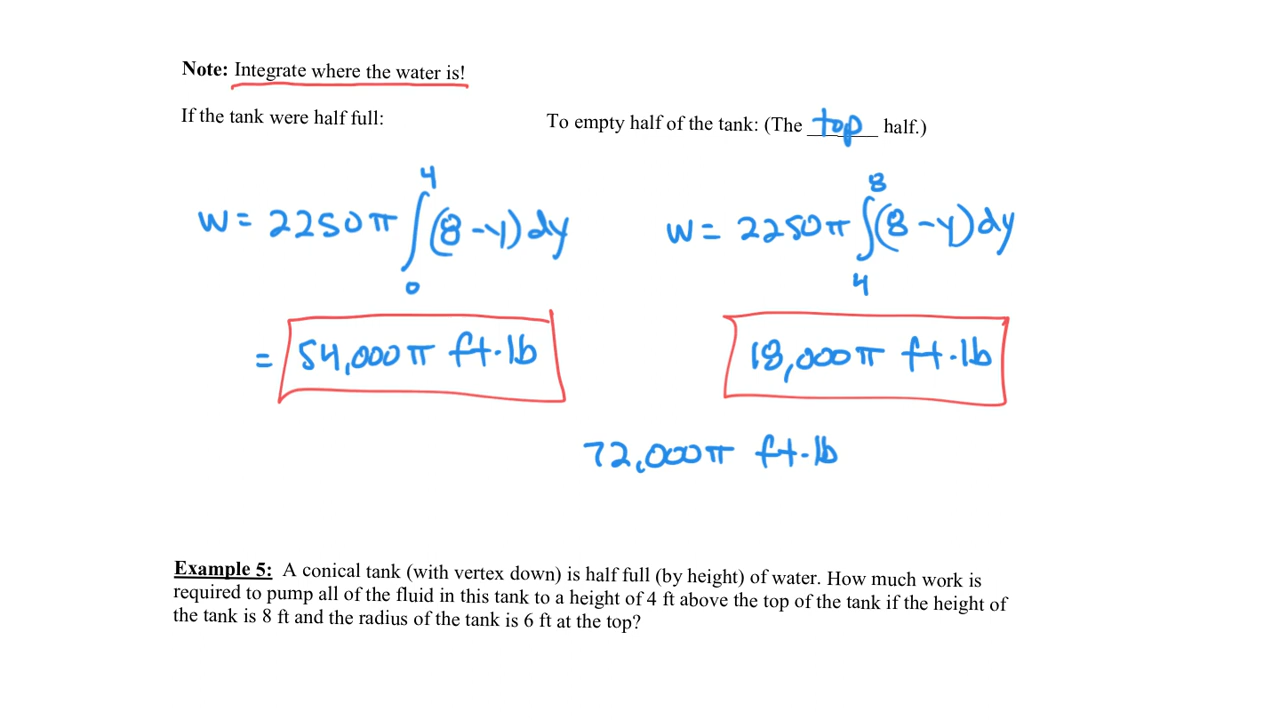 Note: Integrate where the water is!
If the tank were half full:
To empty half of the tank: (The top half.)
W = 2250π ∫₀⁴ (8-y) dy
= 54,000π ft·lb
W = 2250π ∫₄⁸ (8-y) dy
18,000π ft·lb
72,000π ft·lb
Example 5: A conical tank (with vertex down) is half full (by height) of water. How much work is
required to pump all of the fluid in this tank to a height of 4 ft above the top of the tank if the height of
the tank is 8 ft and the radius of the tank is 6 ft at the top?